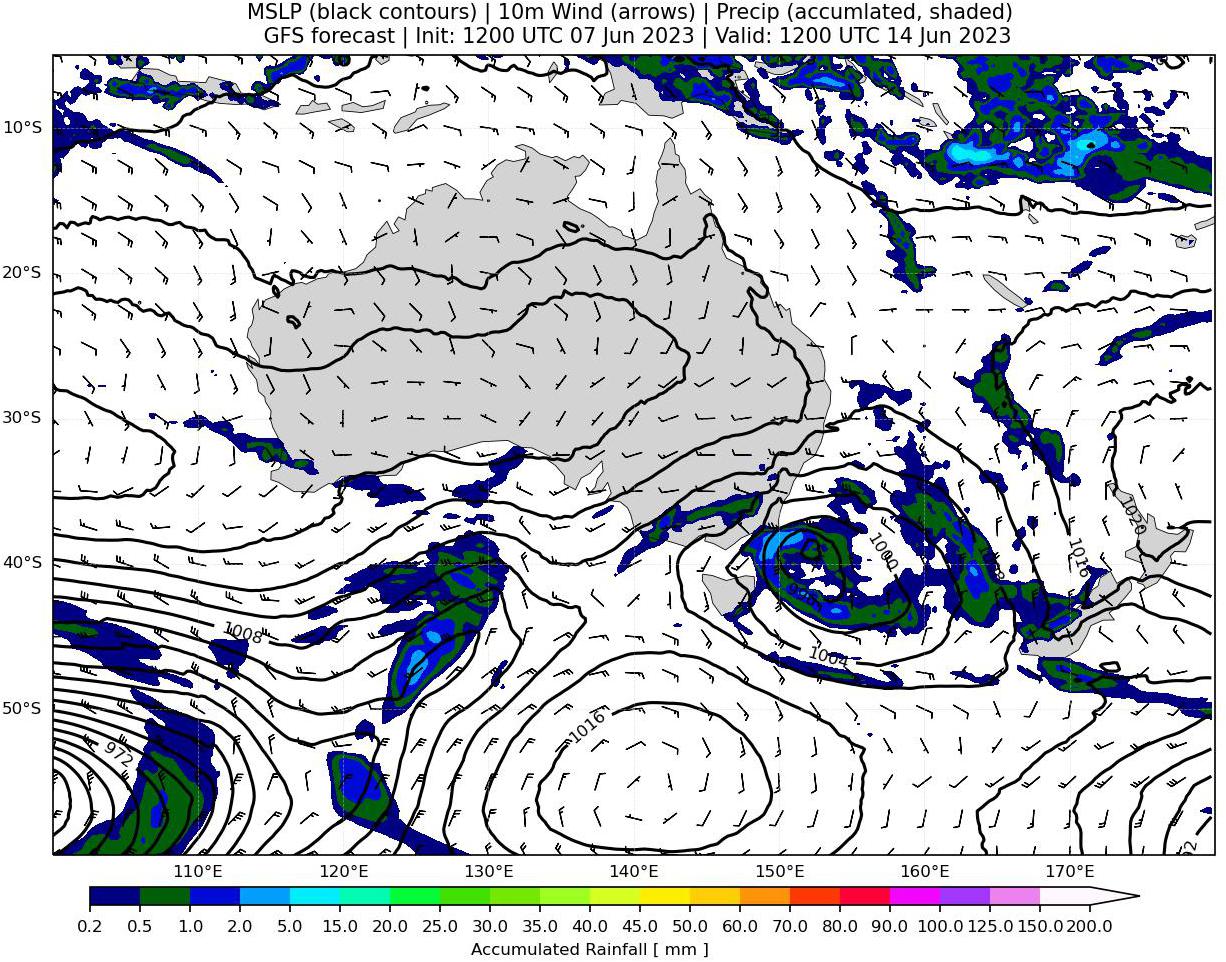 MSLP (black contours) | 10m Wind (arrows) | Precip (accumlated, shaded)
GFS forecast | Init: 1200 UTC 07 Jun 2023 | Valid: 1200 UTC 14 Jun 2023
10°S
20°S
30°S
40°S
50°S
1020
1016
1000
1008
1004
1016
972
110°E
120°E
130°E
140°E
150°E
160°E
170°E
0.2 0.5 1.0 2.0 5.0 10.0 15.0 20.0 25.0 30.0 35.0 40.0 45.0 50.0 60.0 70.0 80.0 90.0 100.0 125.0 150.0 200.0
Accumulated Rainfall [ mm ]